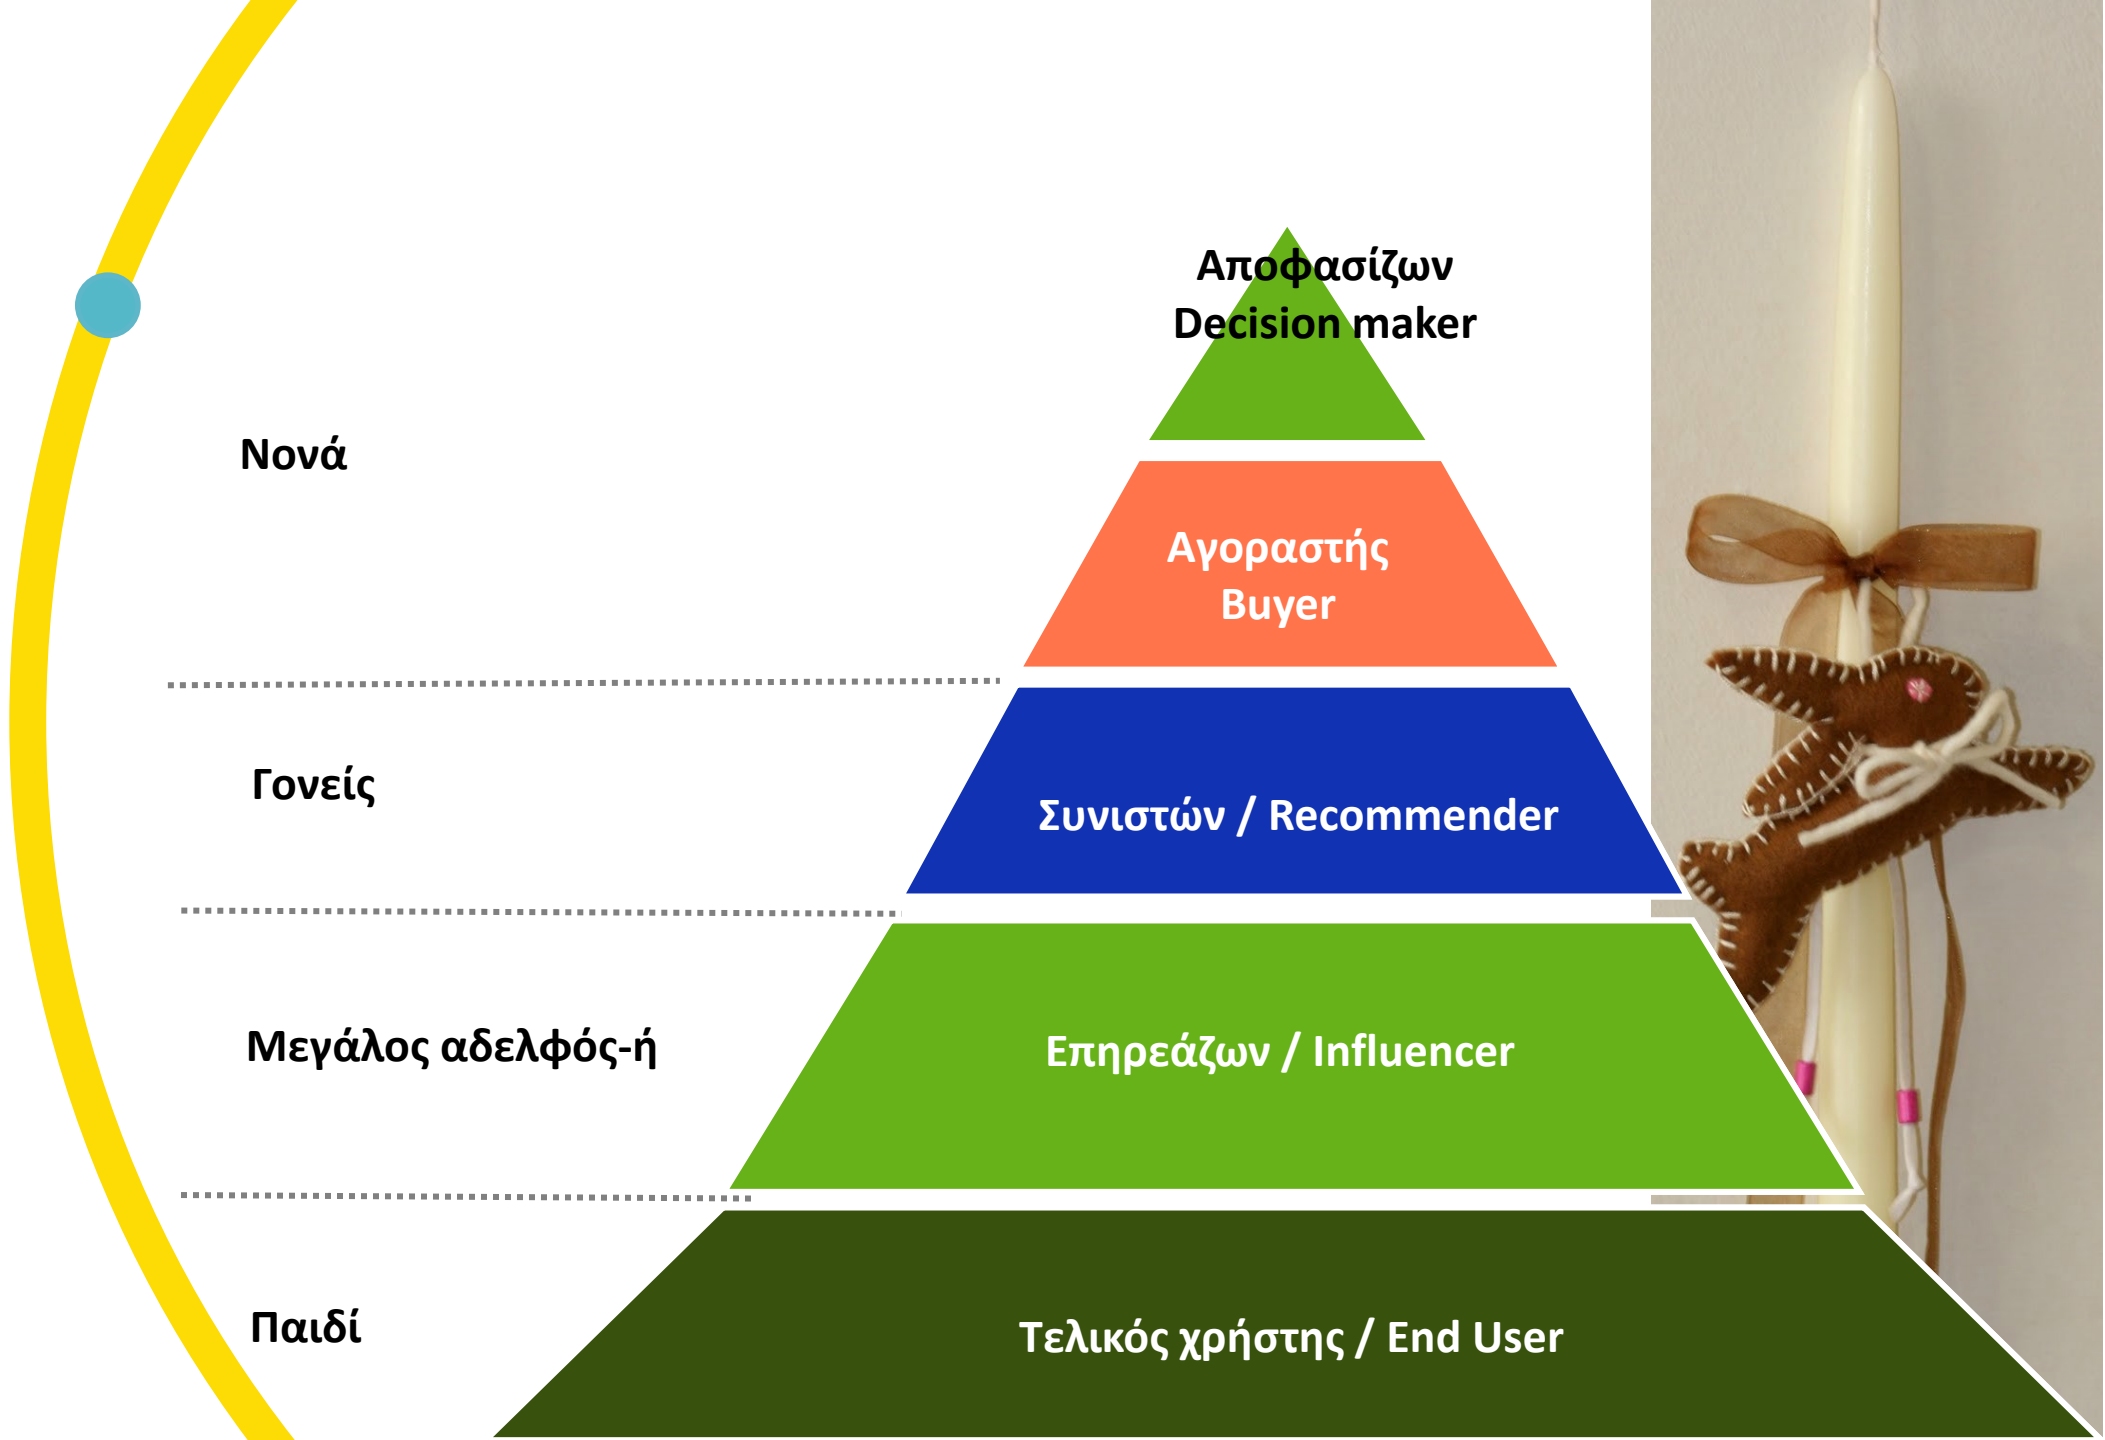 Αποφασίζων
Decision maker
Νονά
Αγοραστής
Buyer
Γονείς
Συνιστών / Recommender
Μεγάλος αδελφός-ή
Επηρεάζων / Influencer
Παιδί
Τελικός χρήστης / End User